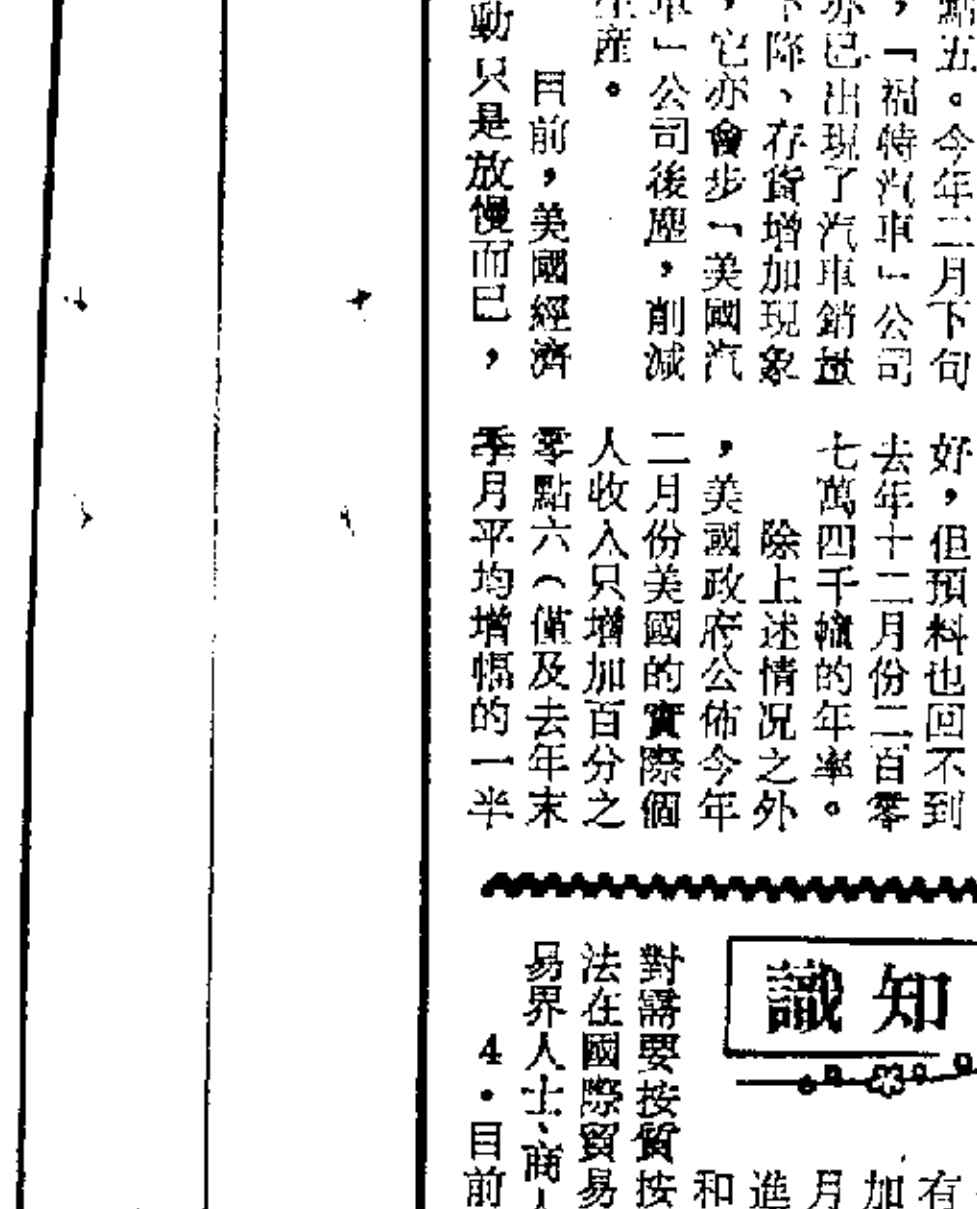 點五。今年二月下旬
，「福特汽車」公司
亦已出現了汽車銷量
下降、存貨增加現象
，它亦會步「美國汽
車」公司後塵，削減
生產。
目前，美國經濟
動只是放慢而已，
好，但預料也回不到
去年十二月份二百零
七萬四千輛的年率。
除上述情况之外
，美國政府公佈今年
二月份美國的實際個
人收入只增加百分之
零點六（僅及去年末
季月平均增幅的一半
知識
有
加
月
進
和
對需要按質按
法在國際貿易
易界人士、商人
4．目前